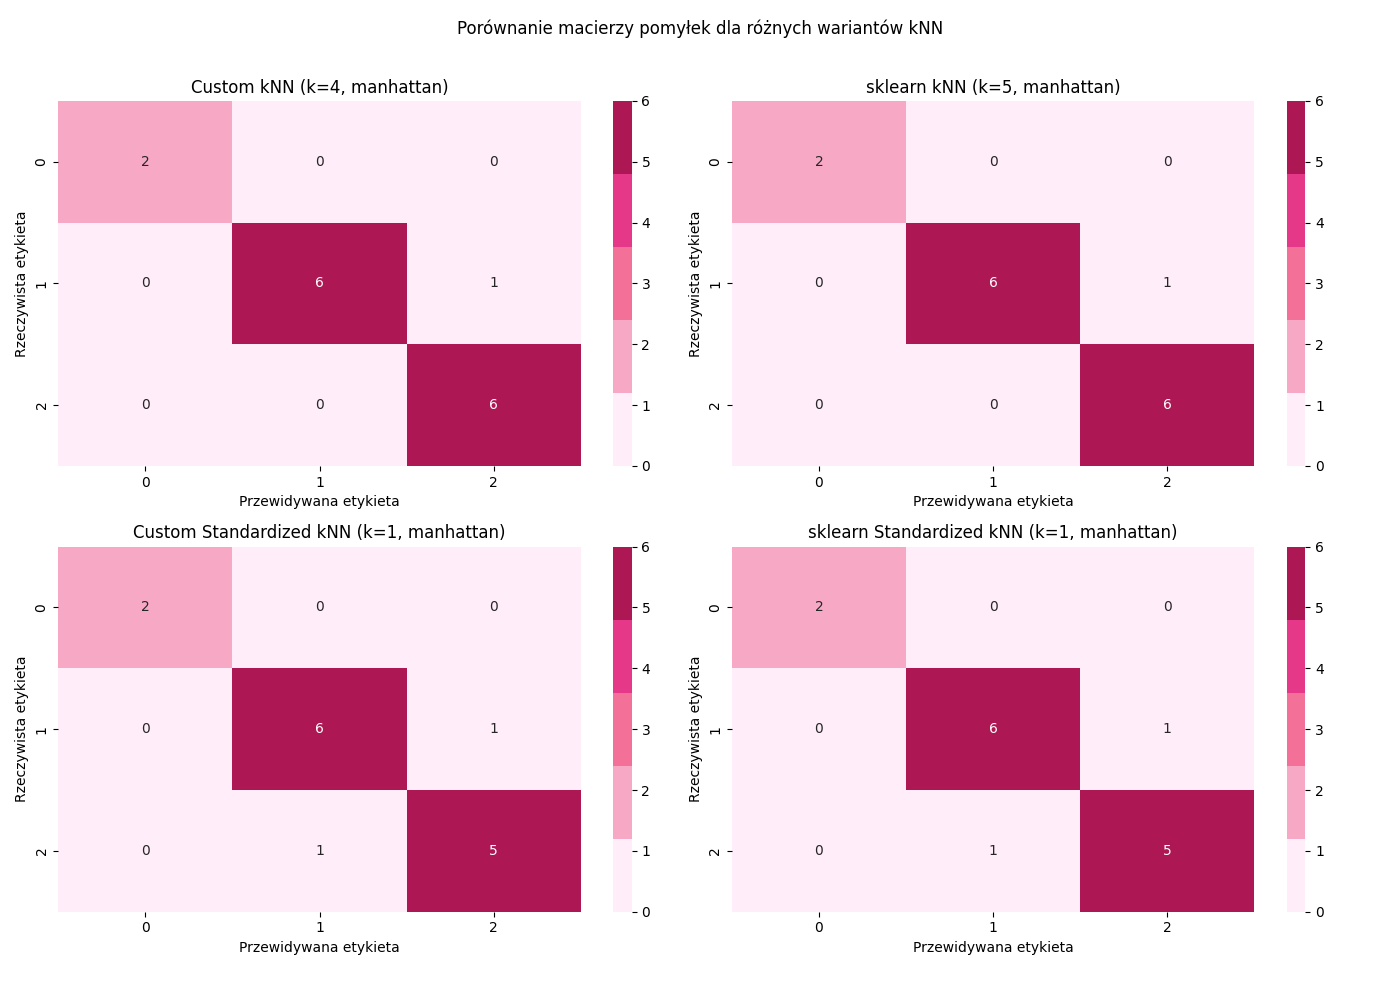 Porównanie macierzy pomyłek dla różnych wariantów kNN
Custom kNN (k=4, manhattan)
Rzeczywista etykieta
0
1
2
2 0 0
0 6 1
0 0 6
0 1 2
Przewidywana etykieta
6
5
4
3
2
1
0
sklearn kNN (k=5, manhattan)
Rzeczywista etykieta
0
1
2
2 0 0
0 6 1
0 0 6
0 1 2
Przewidywana etykieta
6
5
4
3
2
1
0
Custom Standardized kNN (k=1, manhattan)
Rzeczywista etykieta
0
1
2
2 0 0
0 6 1
0 1 5
0 1 2
Przewidywana etykieta
6
5
4
3
2
1
0
sklearn Standardized kNN (k=1, manhattan)
Rzeczywista etykieta
0
1
2
2 0 0
0 6 1
0 1 5
0 1 2
Przewidywana etykieta
6
5
4
3
2
1
0